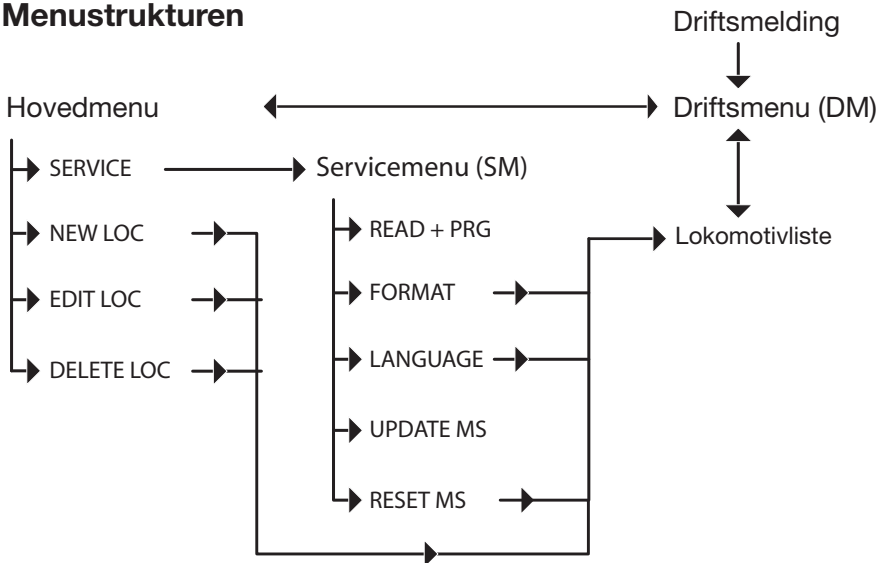 Menustrukturen
Driftsmelding
Hovedmenu
Driftsmenu (DM)
SERVICE
Servicemenu (SM)
NEW LOC
READ + PRG
Lokomotivliste
EDIT LOC
FORMAT
DELETE LOC
LANGUAGE
UPDATE MS
RESET MS